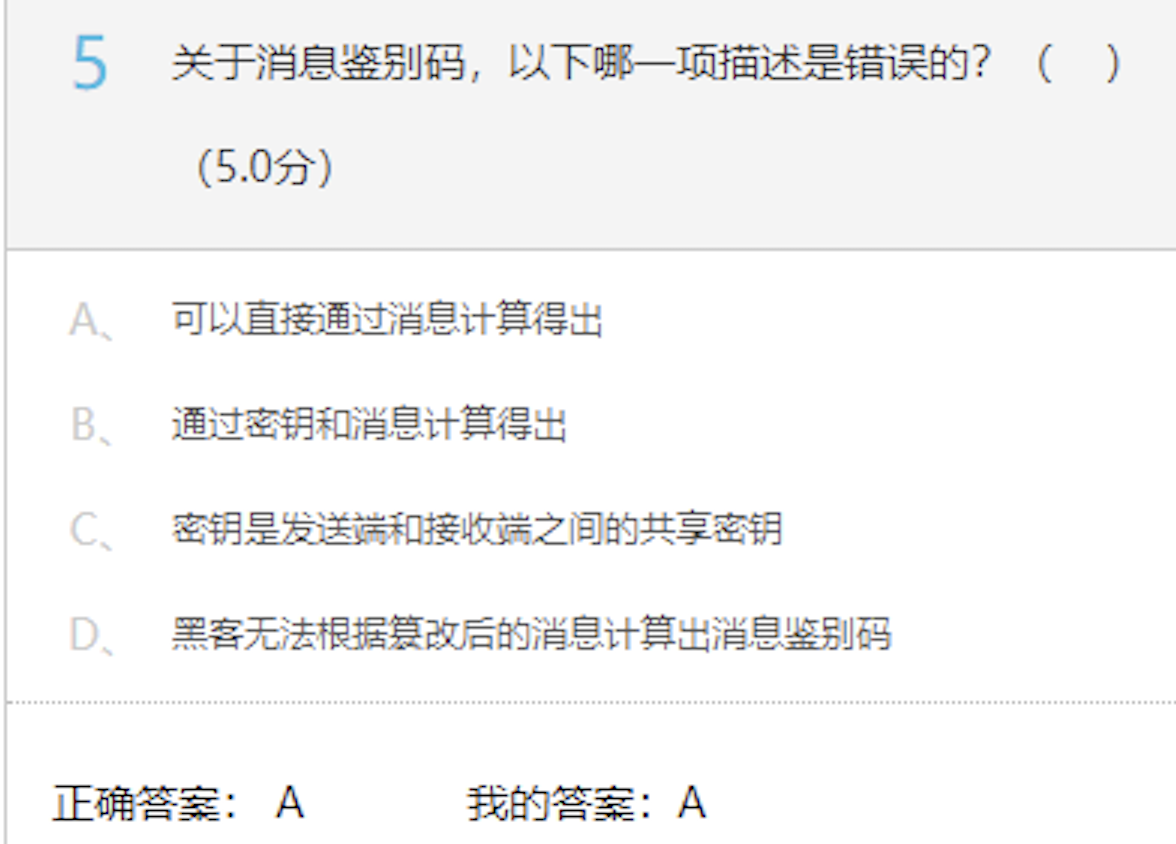 5 关于消息鉴别码，以下哪一项描述是错误的？（ ）
（5.0分）
A、 可以直接通过消息计算得出
B、 通过密钥和消息计算得出
C、 密钥是发送端和接收端之间的共享密钥
D、 黑客无法根据篡改后的消息计算出消息鉴别码
正确答案： A 我的答案：A